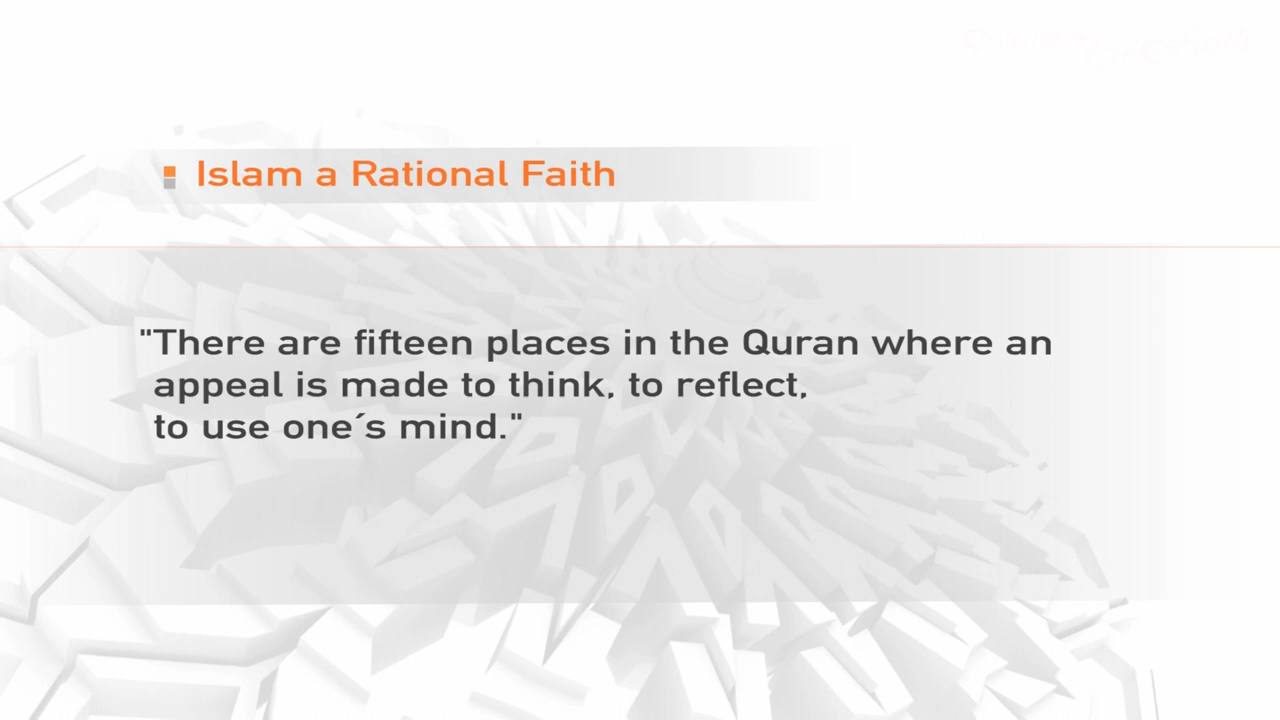 Islam a Rational Faith
"There are fifteen places in the Quran where an
appeal is made to think, to reflect,
to use one´s mind."